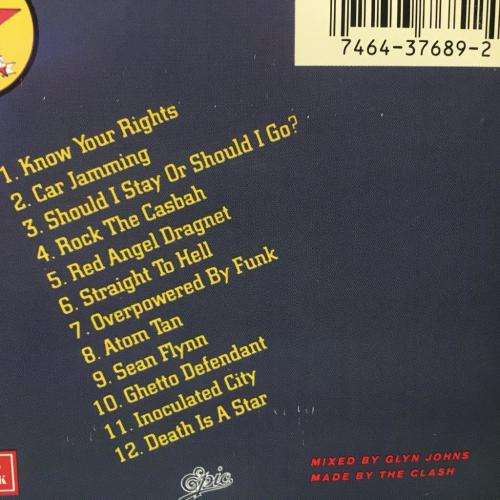 7464-37689-2
1. Know Your Rights
2. Car Jamming
3. Should I Stay Or Should I Go?
4. Rock The Casbah
5. Red Angel Dragnet
6. Straight To Hell
7. Overpowered By Funk
8. Atom Tan
9. Sean Flynn
10. Ghetto Defendant
11. Inoculated City
12. Death Is A Star
Epic
MIXED BY GLYN JOHNS
MADE BY THE CLASH